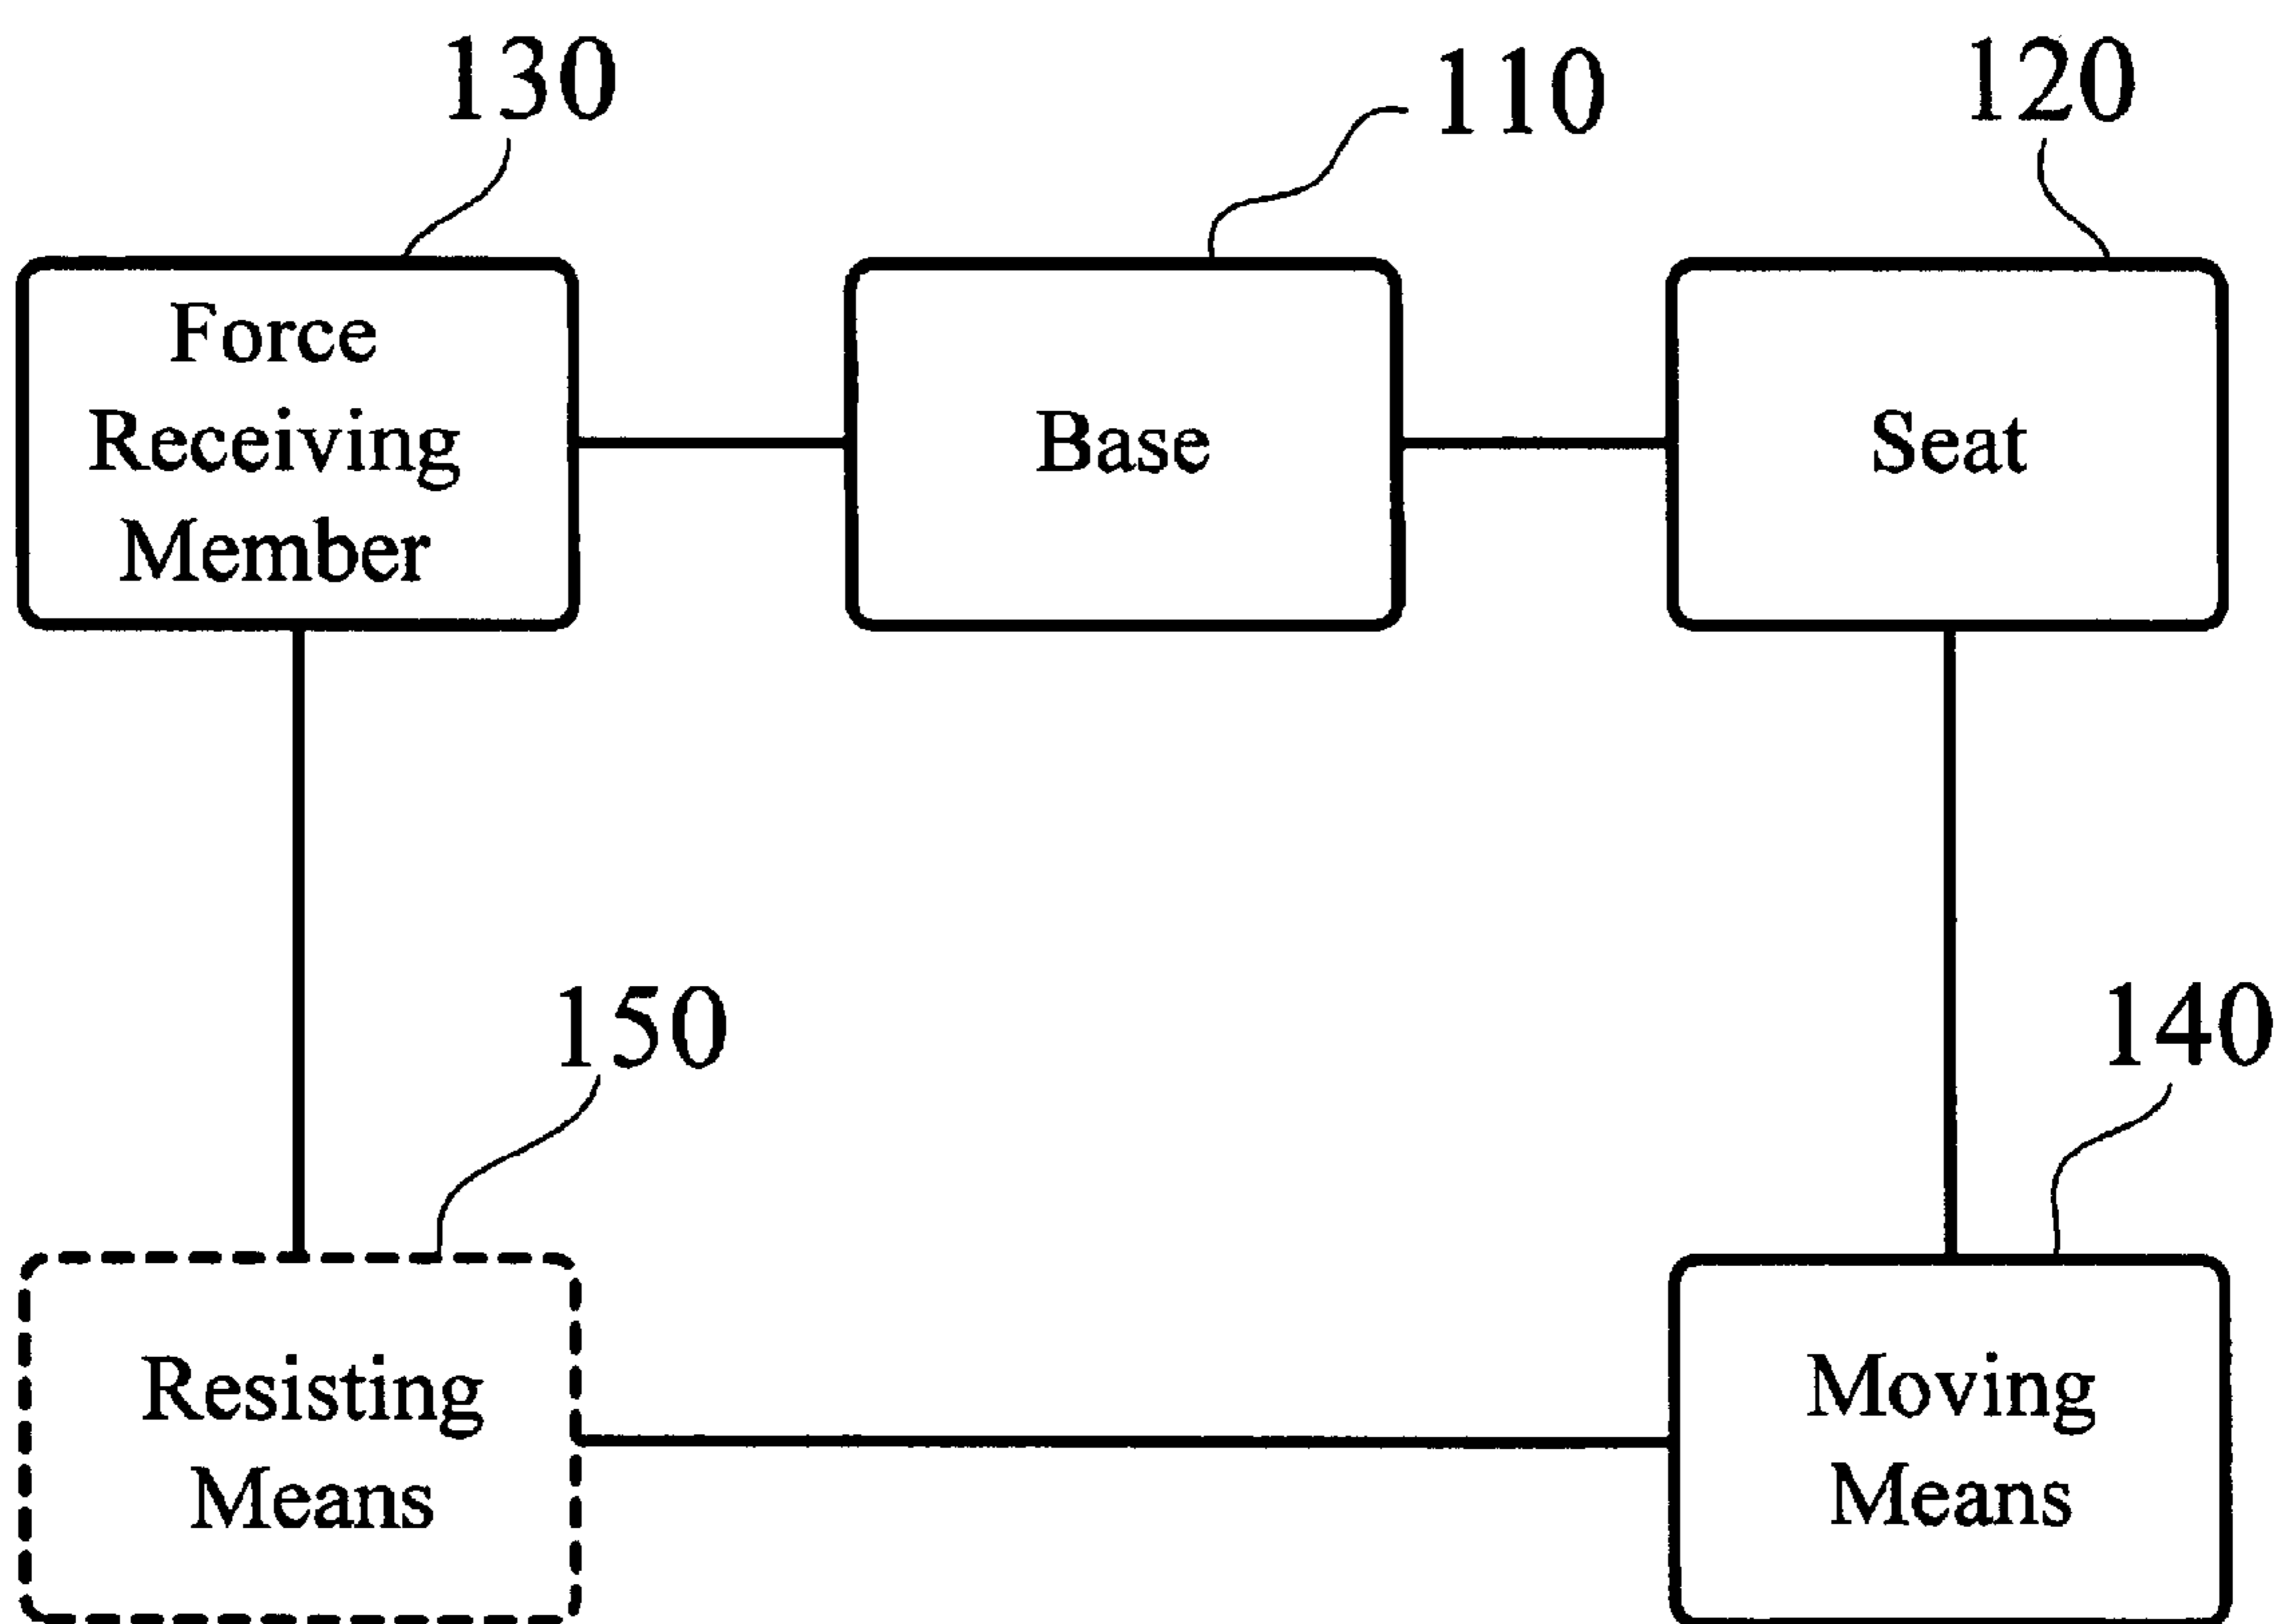 130
110
120
Force
Receiving
Member
Base
Seat
150
140
Resisting
Means
Moving
Means